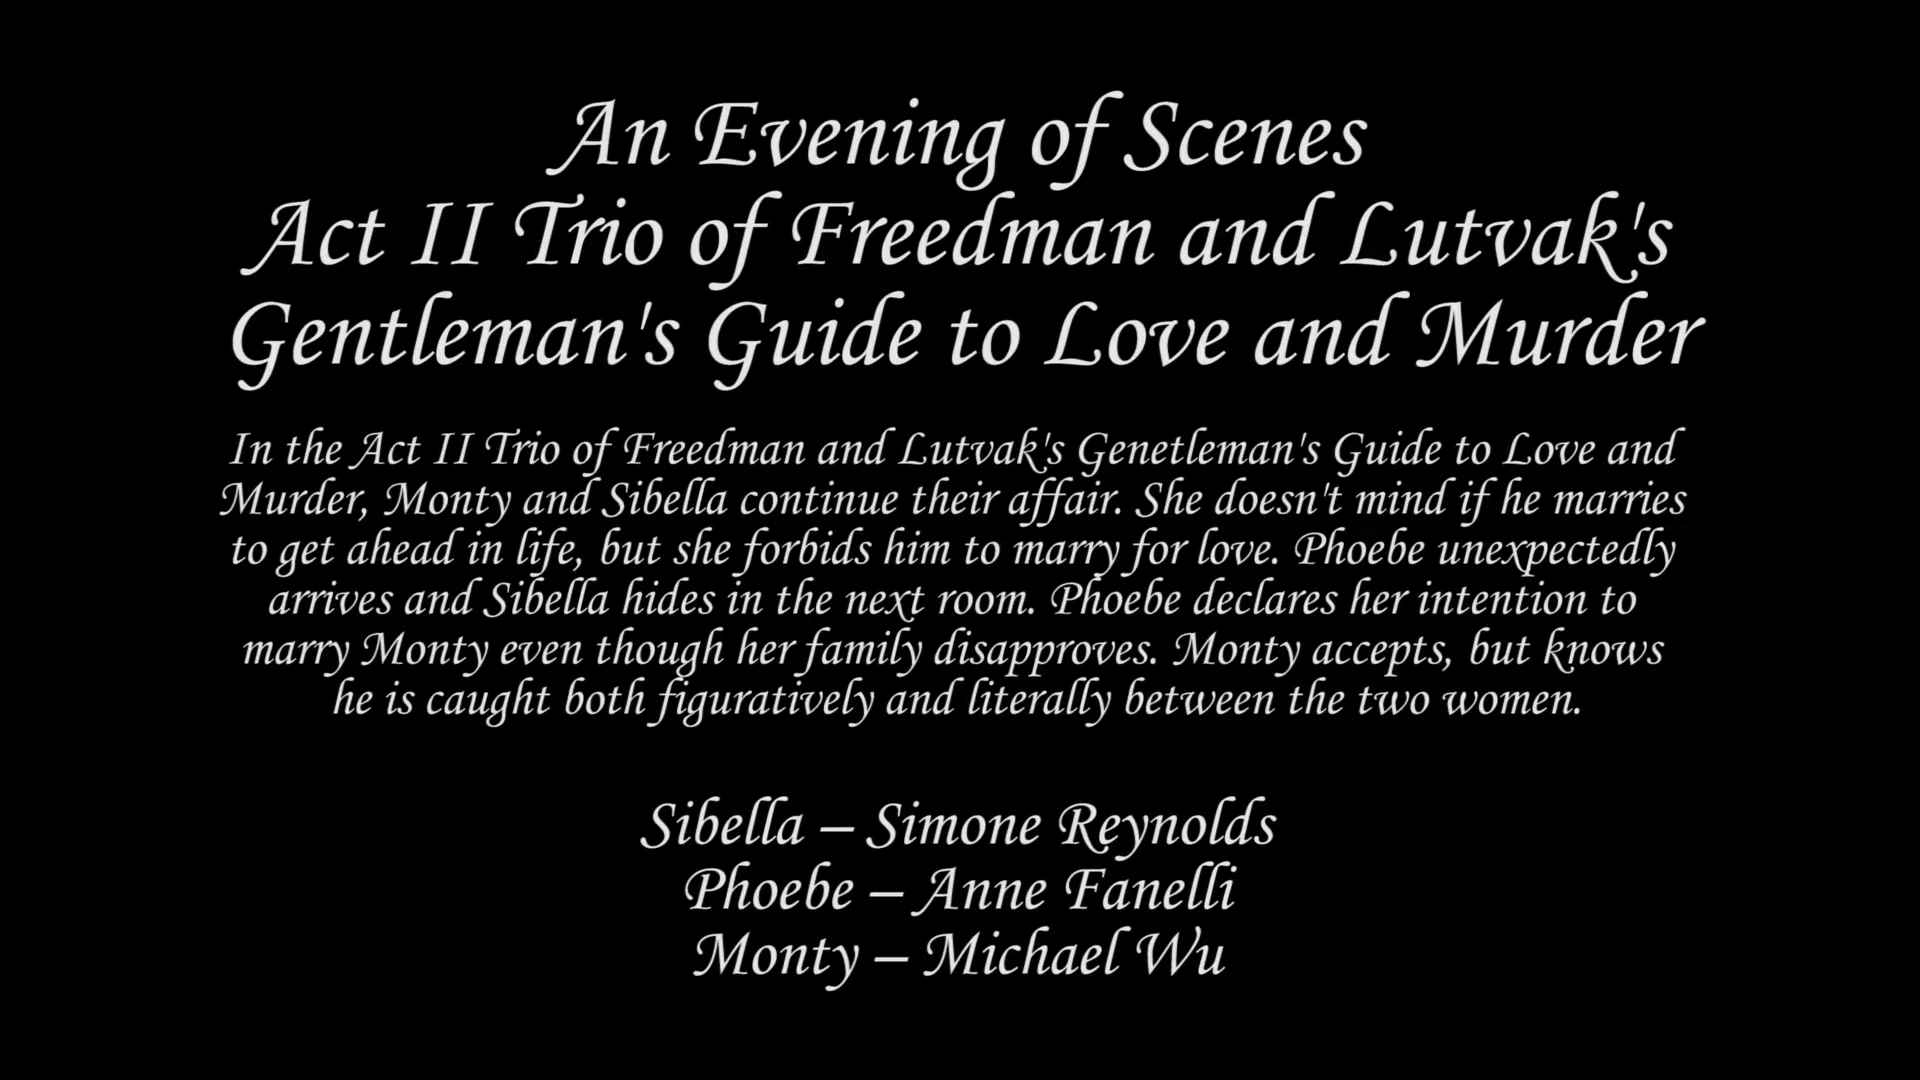 An Evening of Scenes
Act II Trio of Freedman and Lutvak's
Gentleman's Guide to Love and Murder
In the Act II Trio of Freedman and Lutvak's Genetleman's Guide to Love and
Murder, Monty and Sibella continue their affair. She doesn't mind if he marries
to get ahead in life, but she forbids him to marry for love. Phoebe unexpectedly
arrives and Sibella hides in the next room. Phoebe declares her intention to
marry Monty even though her family disapproves. Monty accepts, but knows
he is caught both figuratively and literally between the two women.
Sibella – Simone Reynolds
Phoebe – Anne Fanelli
Monty – Michael Wu